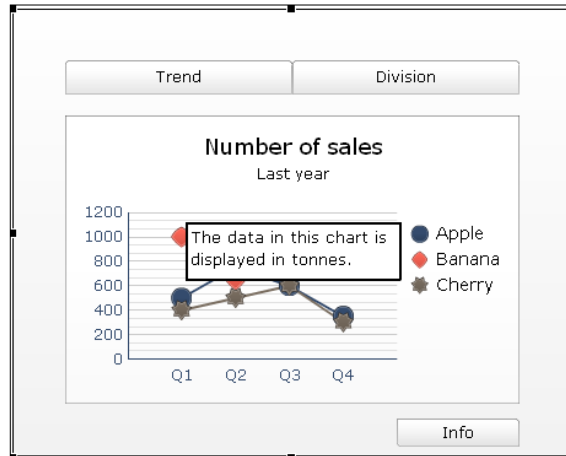 Trend
Division
Number of sales
Last year
1200
1000
800
600
400
200
0
The data in this chart is
displayed in tonnes.
Apple
Banana
Cherry
Q1
Q2
Q3
Q4
Info